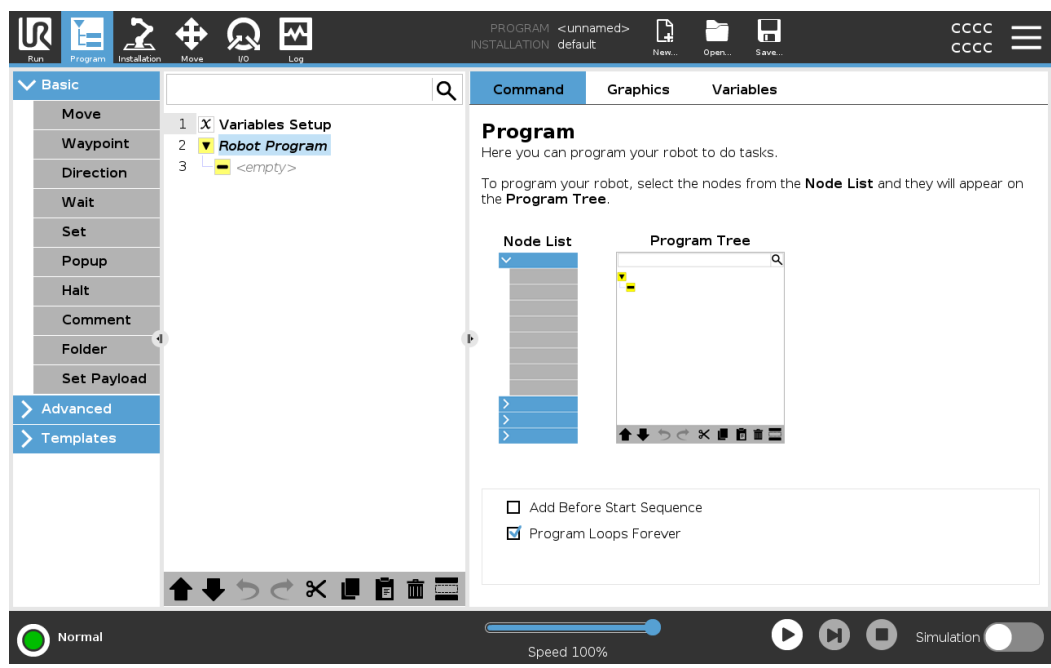 PROGRAM <unnamed>
INSTALLATION default
Run Program Installation Move I/O Log New... Open... Save...
CCCC
CCCC
Basic
Move
Waypoint
Direction
Wait
Set
Popup
Halt
Comment
Folder
Set Payload
Advanced
Templates
1 X Variables Setup
2 Robot Program
3 <empty>
Command Graphics Variables
Program
Here you can program your robot to do tasks.
To program your robot, select the nodes from the Node List and they will appear on
the Program Tree.
Node List Program Tree
Add Before Start Sequence
Program Loops Forever
Normal
Speed 100%
Simulation